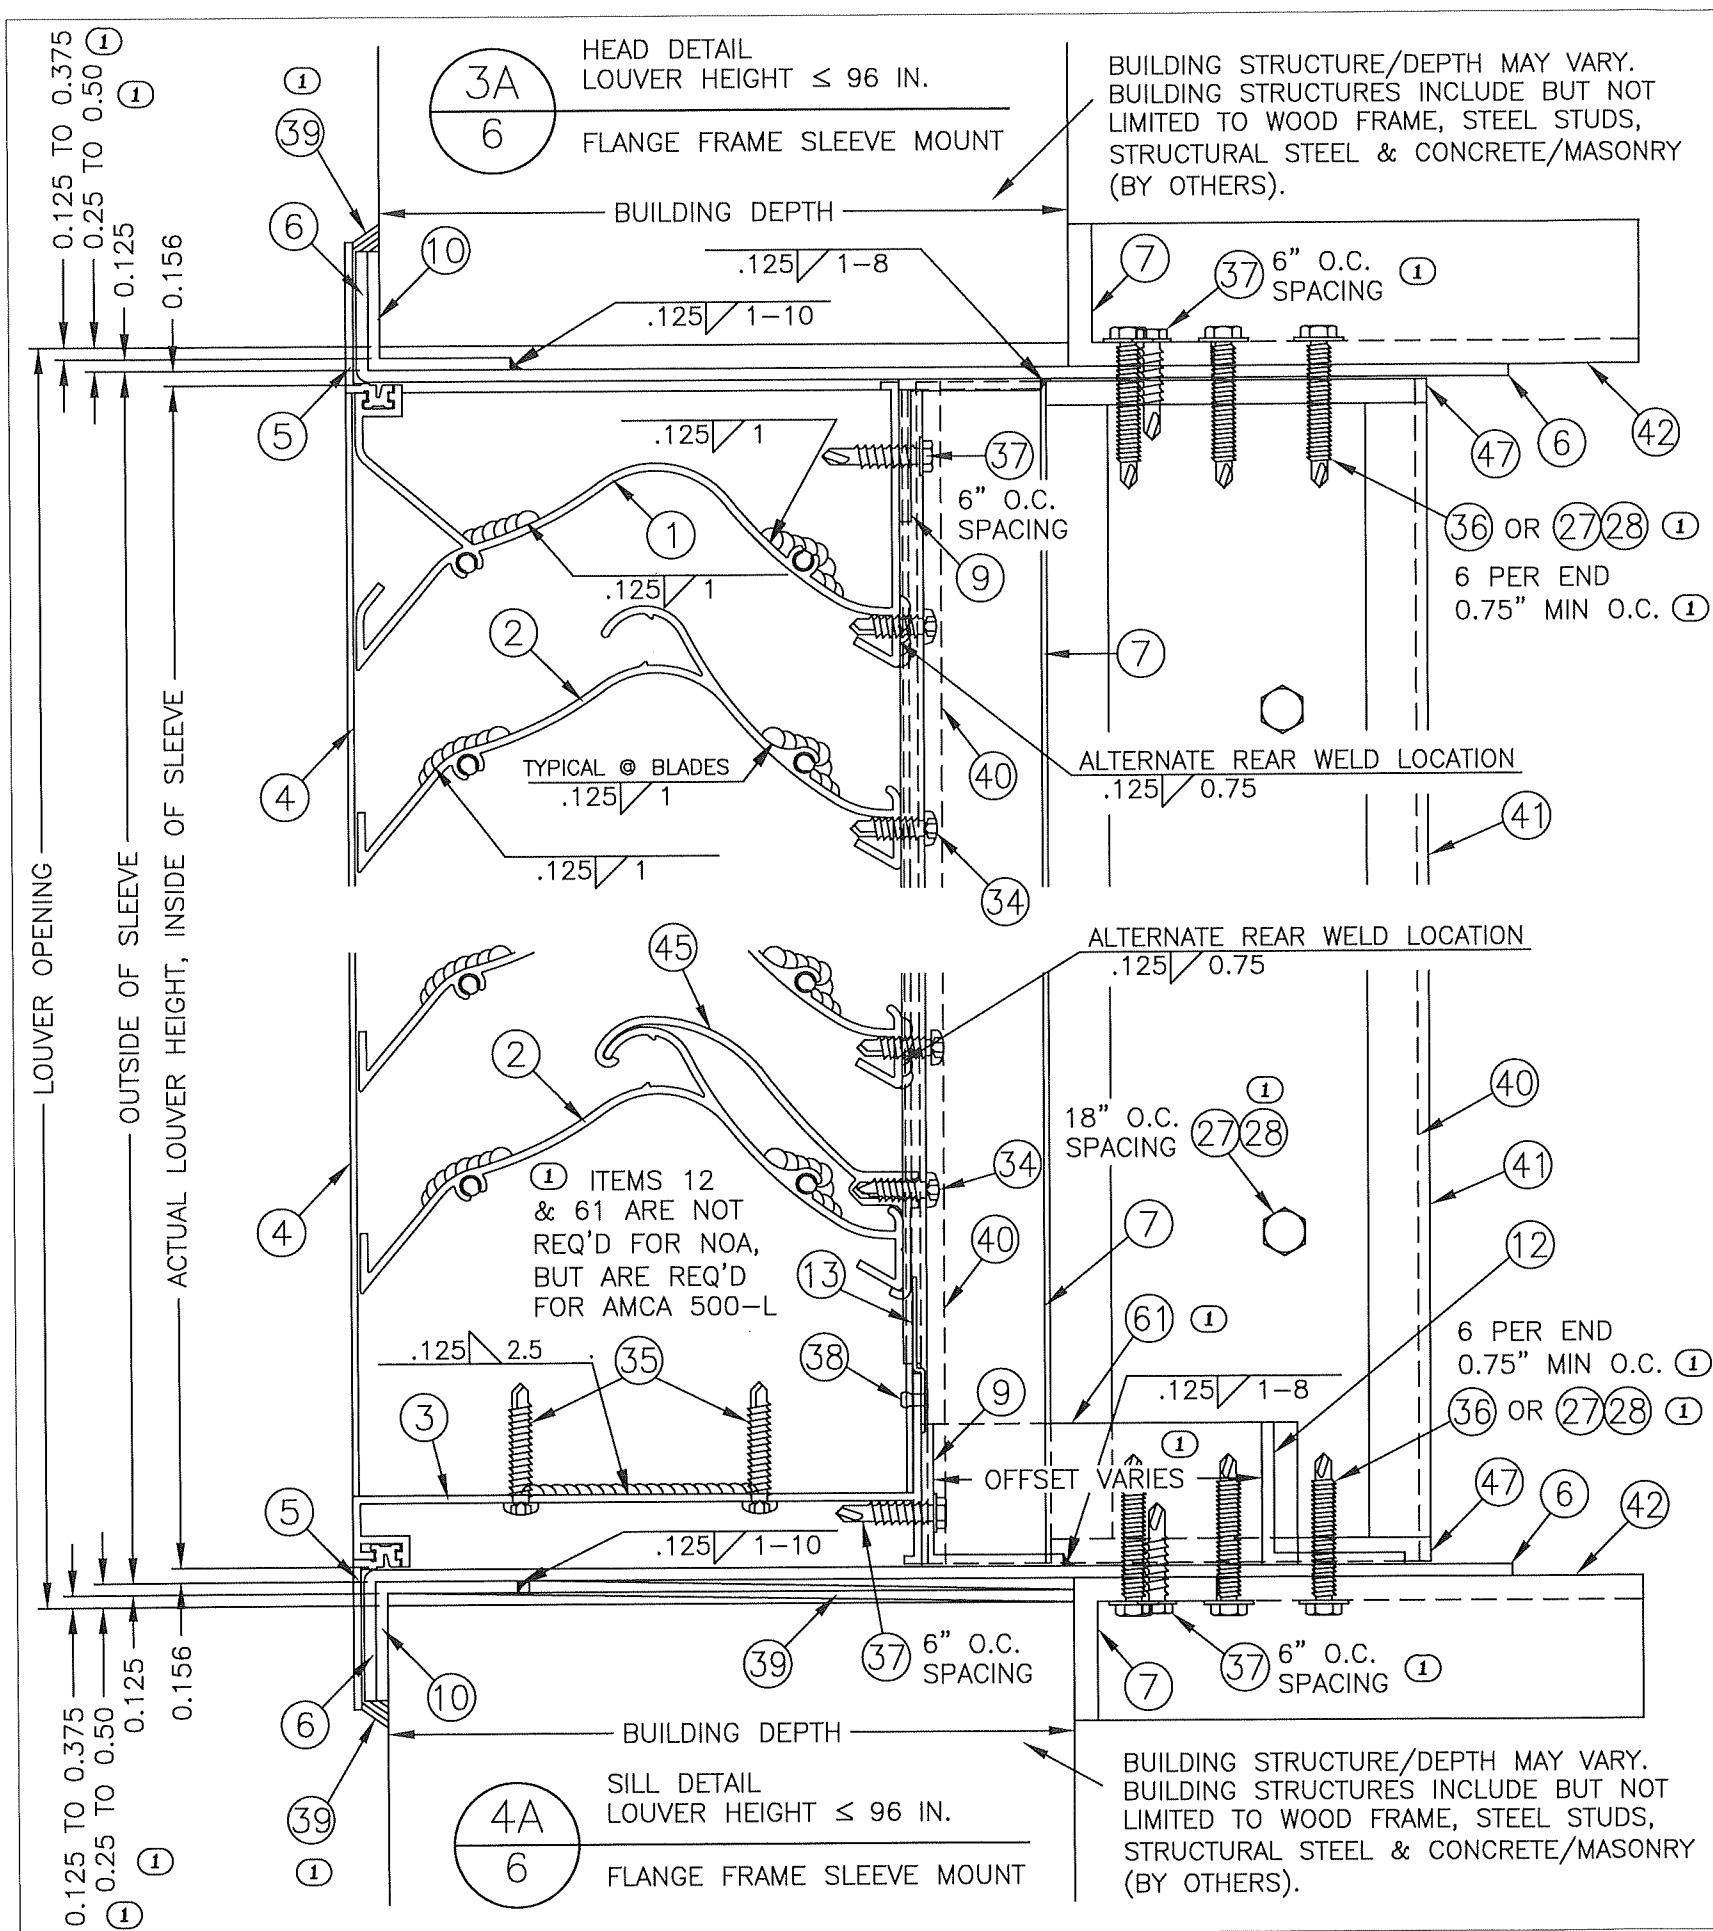 3A
6
HEAD DETAIL
LOUVER HEIGHT ≤ 96 IN.
FLANGE FRAME SLEEVE MOUNT
BUILDING STRUCTURE/DEPTH MAY VARY.
BUILDING STRUCTURES INCLUDE BUT NOT
LIMITED TO WOOD FRAME, STEEL STUDS,
STRUCTURAL STEEL & CONCRETE/MASONRY
(BY OTHERS).
0.125 TO 0.375 1
0.25 TO 0.50 1
0.125
0.156
1
39
6
10
5
BUILDING DEPTH
.125 1-8
.125 1-10
7
37 6" O.C.
SPACING 1
47
6
42
.125 1
1
.125 1
37
6" O.C.
SPACING
9
36 OR 27 28 1
6 PER END
0.75" MIN O.C. 1
2
7
4
TYPICAL @ BLADES
.125 1
.125 1
40
ALTERNATE REAR WELD LOCATION
.125 0.75
41
34
LOUVER OPENING
OUTSIDE OF SLEEVE
ACTUAL LOUVER HEIGHT, INSIDE OF SLEEVE
45
ALTERNATE REAR WELD LOCATION
.125 0.75
2
1
18" O.C.
SPACING 27 28
40
41
34
4
1 ITEMS 12
& 61 ARE NOT
REQ'D FOR NOA,
BUT ARE REQ'D
FOR AMCA 500-L
13
40
7
12
61 1
.125 2.5
35
38
9
.125 1-8
6 PER END
0.75" MIN O.C. 1
36 OR 27 28 1
3
1
OFFSET VARIES
5
47
6
42
.125 1-10
39
37 6" O.C.
SPACING
7
37 6" O.C.
SPACING 1
6
10
0.125 TO 0.375
0.25 TO 0.50 1
0.125 1
0.156
39
1
BUILDING DEPTH
4A
6
SILL DETAIL
LOUVER HEIGHT ≤ 96 IN.
FLANGE FRAME SLEEVE MOUNT
BUILDING STRUCTURE/DEPTH MAY VARY.
BUILDING STRUCTURES INCLUDE BUT NOT
LIMITED TO WOOD FRAME, STEEL STUDS,
STRUCTURAL STEEL & CONCRETE/MASONRY
(BY OTHERS).